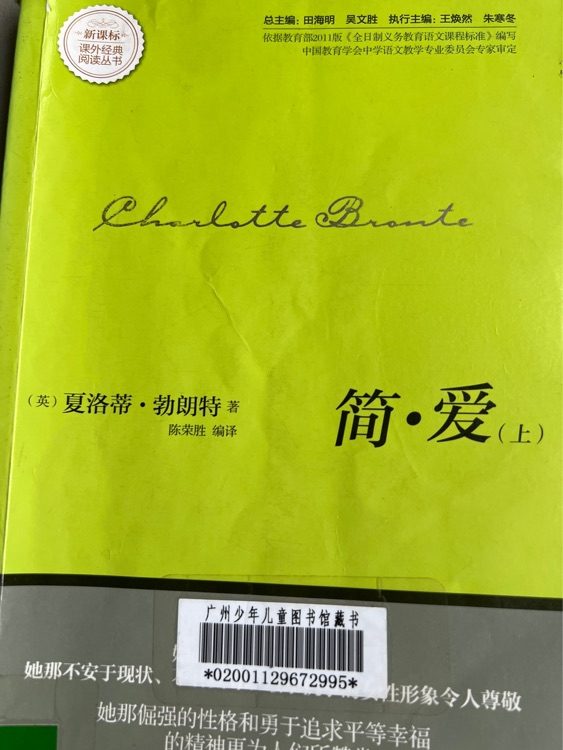 新课标
课外经典
阅读丛书
总主编：田海明 吴文胜 执行主编：王焕然 朱寒冬
依据教育部2011版《全日制义务教育语文课程标准》编写
中国教育学会中学语文教学专业委员会专家审定
Charlotte Bronte
（英）夏洛蒂·勃朗特 著
陈荣胜 编译
简·爱（上）
广州少年儿童图书馆藏书
*02001129672995*
她那不安于现状、
性形象令人尊敬
她那倔强的性格和勇于追求平等幸福
的精神更为人们所